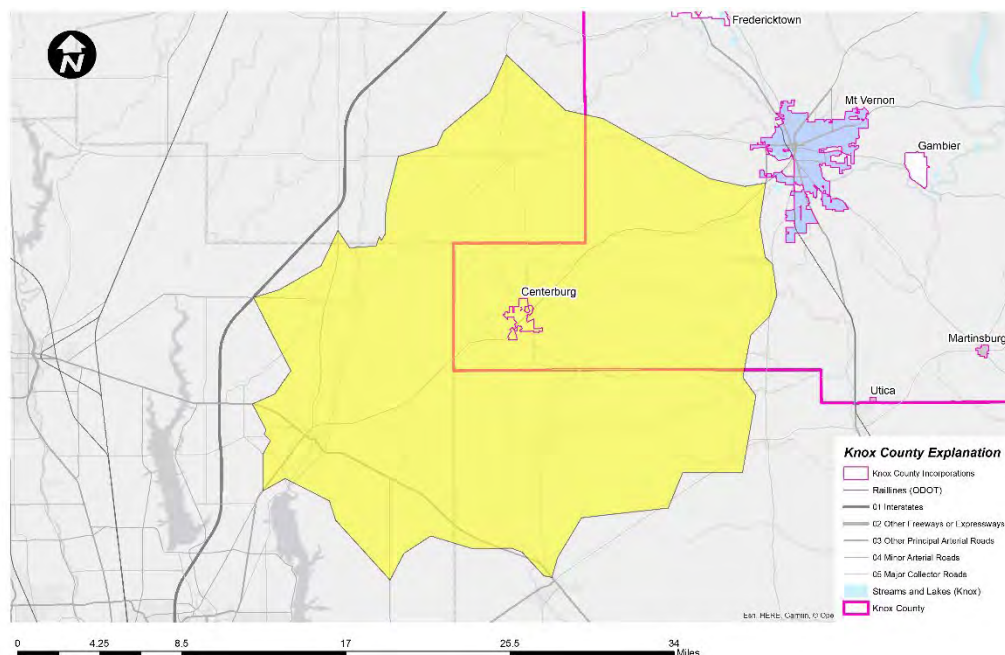 Fredericktown
N
Mt Vernon
Gambier
Centerburg
Martinsburg
Utica
Knox County Explanation
Knox County Incorporations
Raillines (ODOT)
01 Interstates
02 Other Freeways or Expressways
03 Other Principal Arterial Roads
04 Minor Arterial Roads
05 Major Collector Roads
Streams and Lakes (Knox)
Knox County
Esri, HERE, Garmin, © Ope
0 4.25 8.5 17 25.5 34
Miles